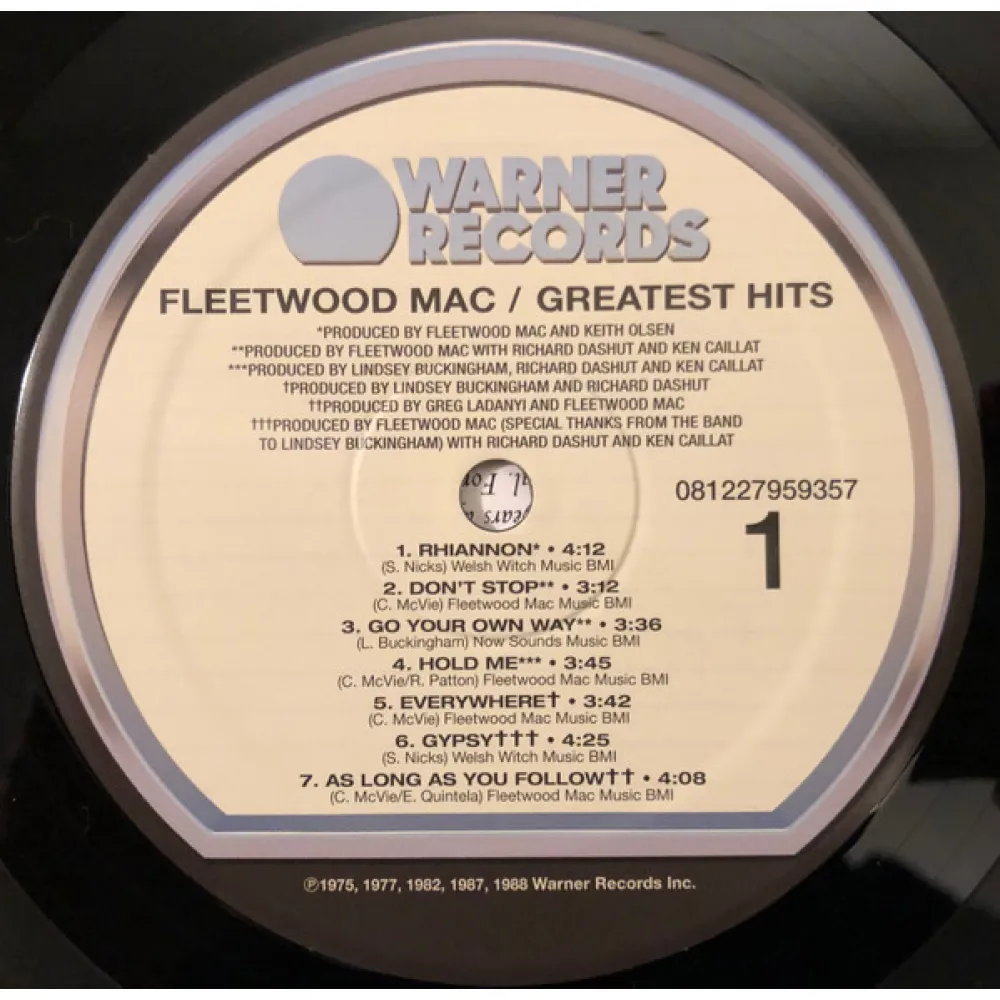 WARNER
RECORDS
FLEETWOOD MAC / GREATEST HITS
*PRODUCED BY FLEETWOOD MAC AND KEITH OLSEN
**PRODUCED BY FLEETWOOD MAC WITH RICHARD DASHUT AND KEN CAILLAT
***PRODUCED BY LINDSEY BUCKINGHAM, RICHARD DASHUT AND KEN CAILLAT
†PRODUCED BY LINDSEY BUCKINGHAM AND RICHARD DASHUT
††PRODUCED BY GREG LADANYI AND FLEETWOOD MAC
†††PRODUCED BY FLEETWOOD MAC (SPECIAL THANKS FROM THE BAND
TO LINDSEY BUCKINGHAM) WITH RICHARD DASHUT AND KEN CAILLAT
081227959357
1
1. RHIANNON* • 4:12
(S. Nicks) Welsh Witch Music BMI
2. DON'T STOP** • 3:12
(C. McVie) Fleetwood Mac Music BMI
3. GO YOUR OWN WAY** • 3:36
(L. Buckingham) Now Sounds Music BMI
4. HOLD ME*** • 3:45
(C. McVie/R. Patton) Fleetwood Mac Music BMI
5. EVERYWHERE† • 3:42
(C. McVie) Fleetwood Mac Music BMI
6. GYPSY††† • 4:25
(S. Nicks) Welsh Witch Music BMI
7. AS LONG AS YOU FOLLOW†† • 4:08
(C. McVie/E. Quintela) Fleetwood Mac Music BMI
℗1975, 1977, 1982, 1987, 1988 Warner Records Inc.